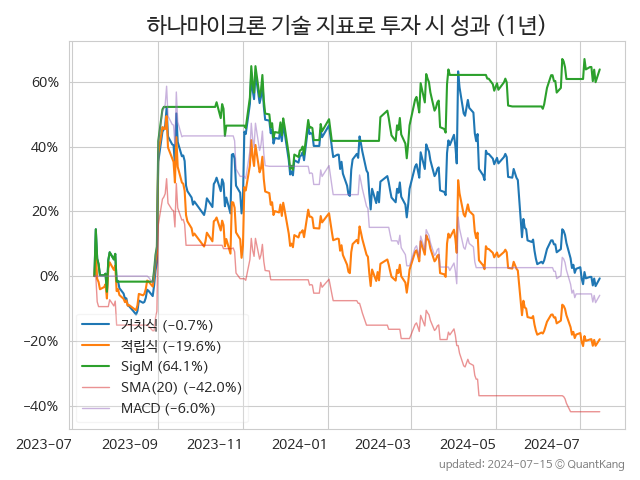 하나마이크론 기술 지표로 투자 시 성과 (1년)
60%
40%
20%
0%
−20%
−40%
거치식 (−0.7%)
적립식 (−19.6%)
SigM (64.1%)
SMA(20) (−42.0%)
MACD (−6.0%)
2023−07 2023−09 2023−11 2024−01 2024−03 2024−05 2024−07
updated: 2024−07−15 © QuantKang